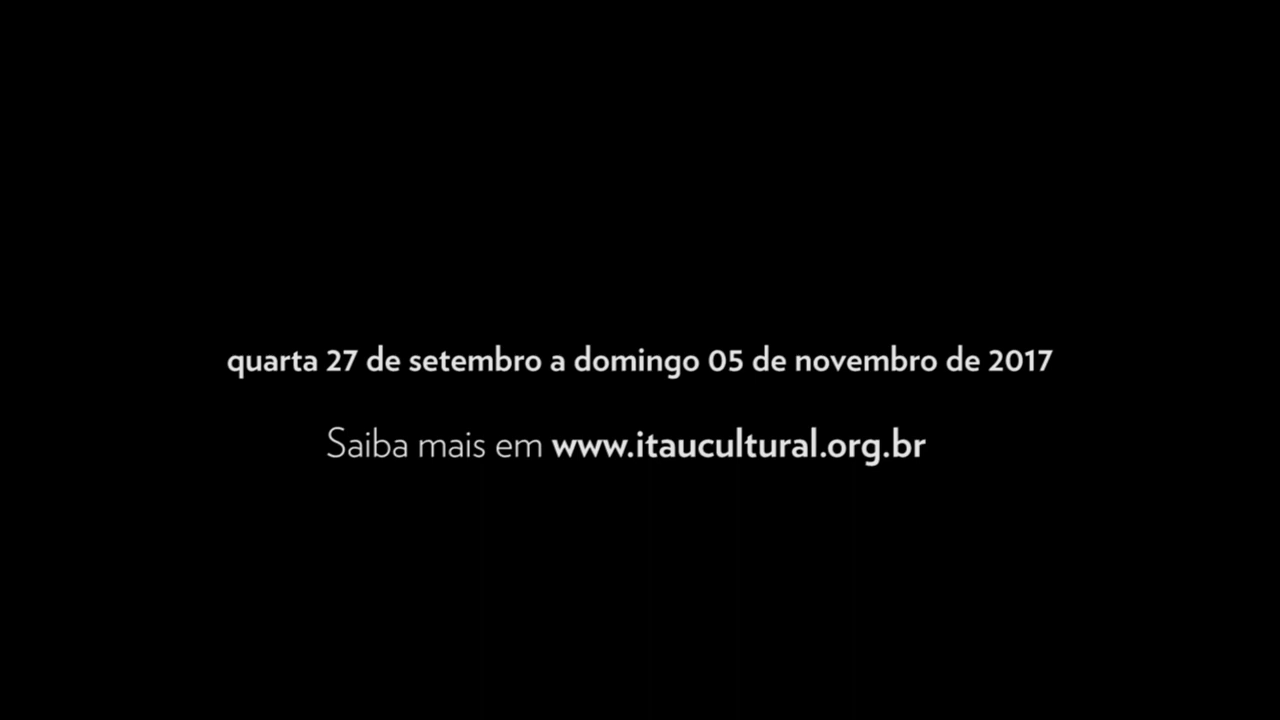 quarta 27 de setembro a domingo 05 de novembro de 2017
Saiba mais em www.itaucultural.org.br